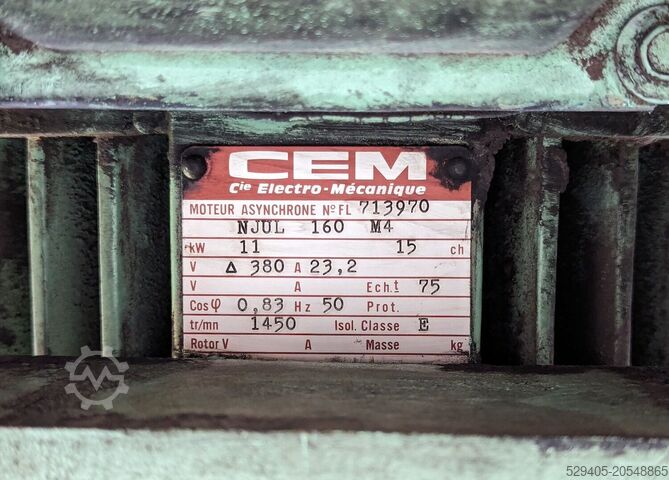 CEM
Cie Electro-Mécanique
MOTEUR ASYNCHRONE No FL 713970
NJUL 160 M4
kW 11 15 ch
V Δ 380 A 23,2
V A Ech.t 75
Cos φ 0,83 Hz 50 Prot.
tr/mn 1450 Isol. Classe E
Rotor V A Masse kg
529405-20548865